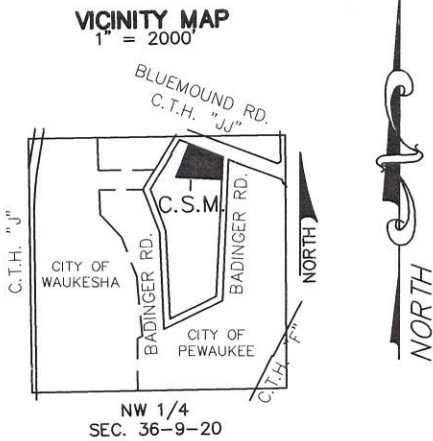 VICINITY MAP
1" = 2000'
BLUEMOUND RD.
C.T.H. "JJ"
C.T.H. "J"
C.S.M.
BADINGER RD.
BADINGER RD.
CITY OF
WAUKESHA
CITY OF
PEWAUKEE
C.T.H. "F"
NORTH
NORTH
NW 1/4
SEC. 36-9-20